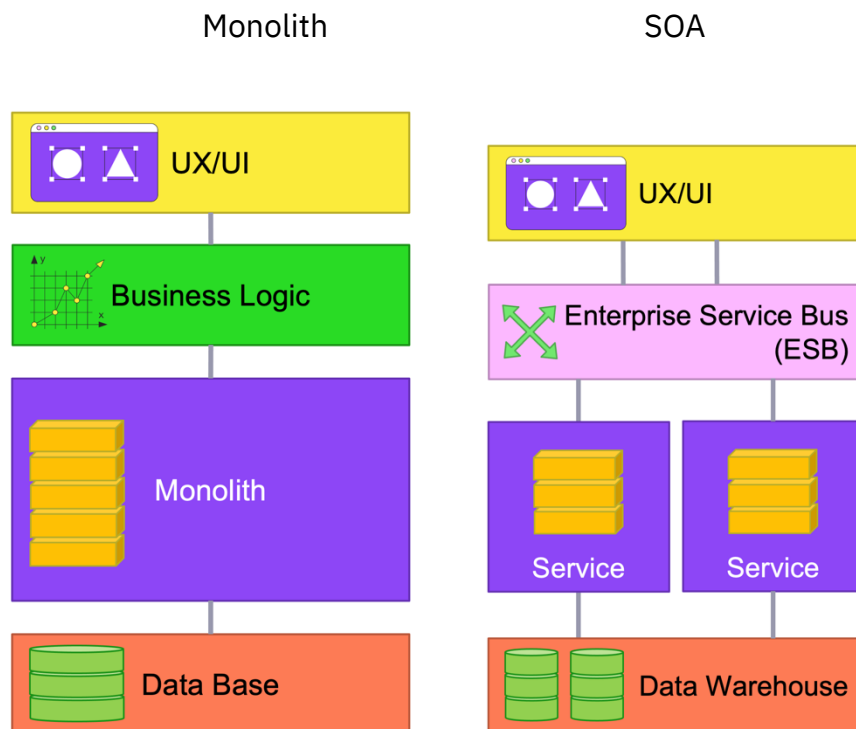 Monolith
UX/UI
y
x
Business Logic
Monolith
Data Base
SOA
UX/UI
Enterprise Service Bus
(ESB)
Service
Service
Data Warehouse